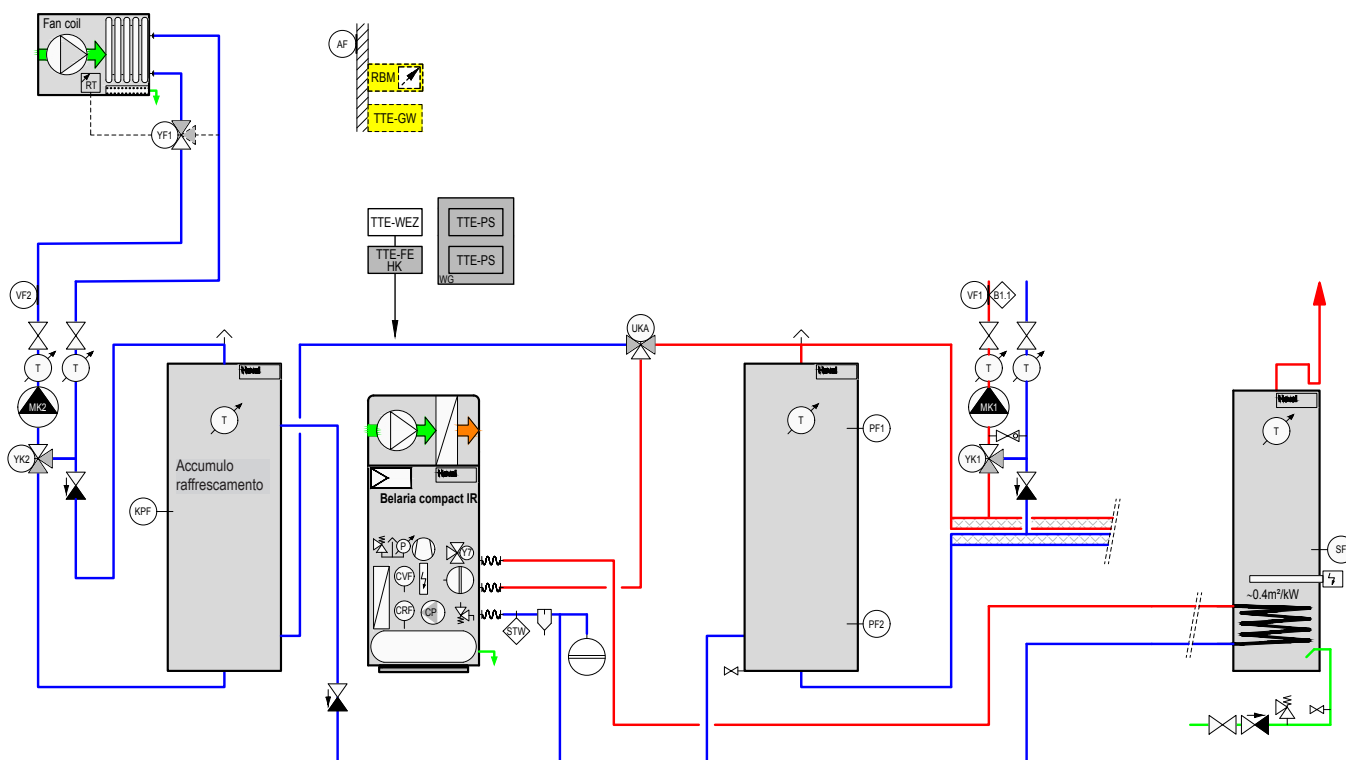 Fan coil
RT
YF1
AF
RBM
TTE-GW
TTE-WEZ
TTE-FE
HK
TTE-PS
TTE-PS
WG
VF2
T
T
MK2
YK2
T
Accumulo
raffrescamento
KPF
Belaria compact IR
P
Y7
CVF
CRF
CP
STW
UKA
T
PF1
PF2
VF1
B1.1
T
T
MK1
YK1
T
SF
~0.4m²/kW